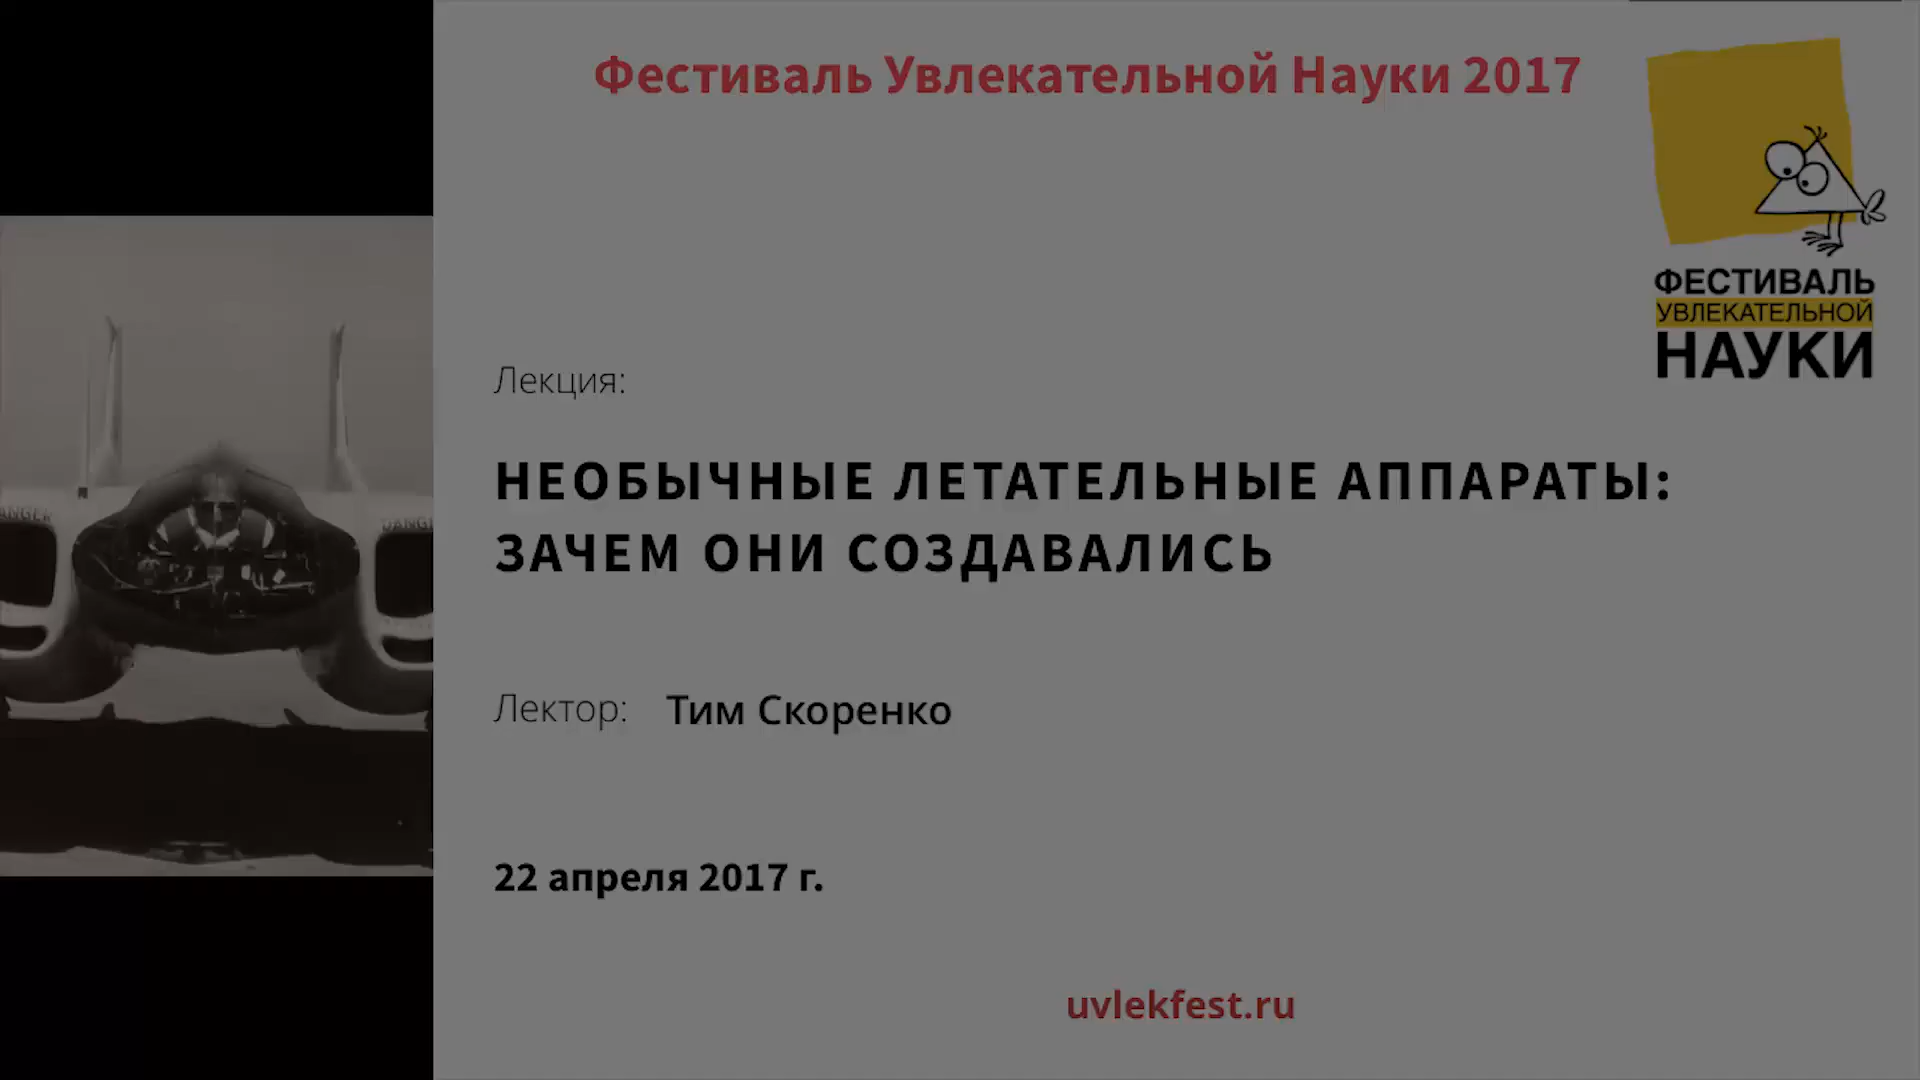 Фестиваль Увлекательной Науки 2017
ФЕСТИВАЛЬ
УВЛЕКАТЕЛЬНОЙ
НАУКИ
Лекция:
НЕОБЫЧНЫЕ ЛЕТАТЕЛЬНЫЕ АППАРАТЫ:
ЗАЧЕМ ОНИ СОЗДАВАЛИСЬ
Лектор: Тим Скоренко
22 апреля 2017 г.
uvlekfest.ru